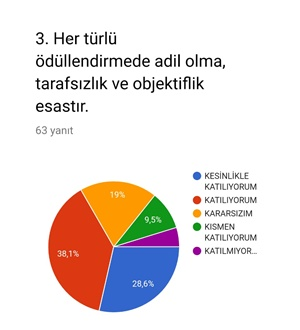 3. Her türlü
ödüllendirmede adil olma,
tarafsızlık ve objektiflik
esastır.
63 yanıt
19%
9,5%
38,1%
28,6%
KESİNLİKLE
KATILIYORUM
KATILIYORUM
KARARSIZIM
KISMEN
KATILIYORUM
KATILMIYOR...